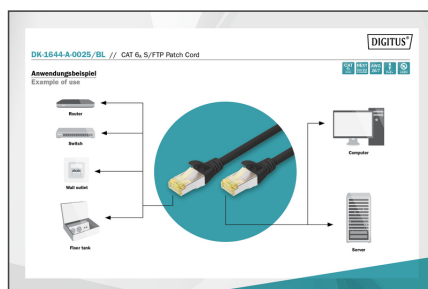 DIGITUS®
DK-1644-A-0025/BL // CAT 6A S/FTP Patch Cord
Anwendungsbeispiel
Example of use
Router
Switch
Wall outlet
Floor tank
Computer
Server